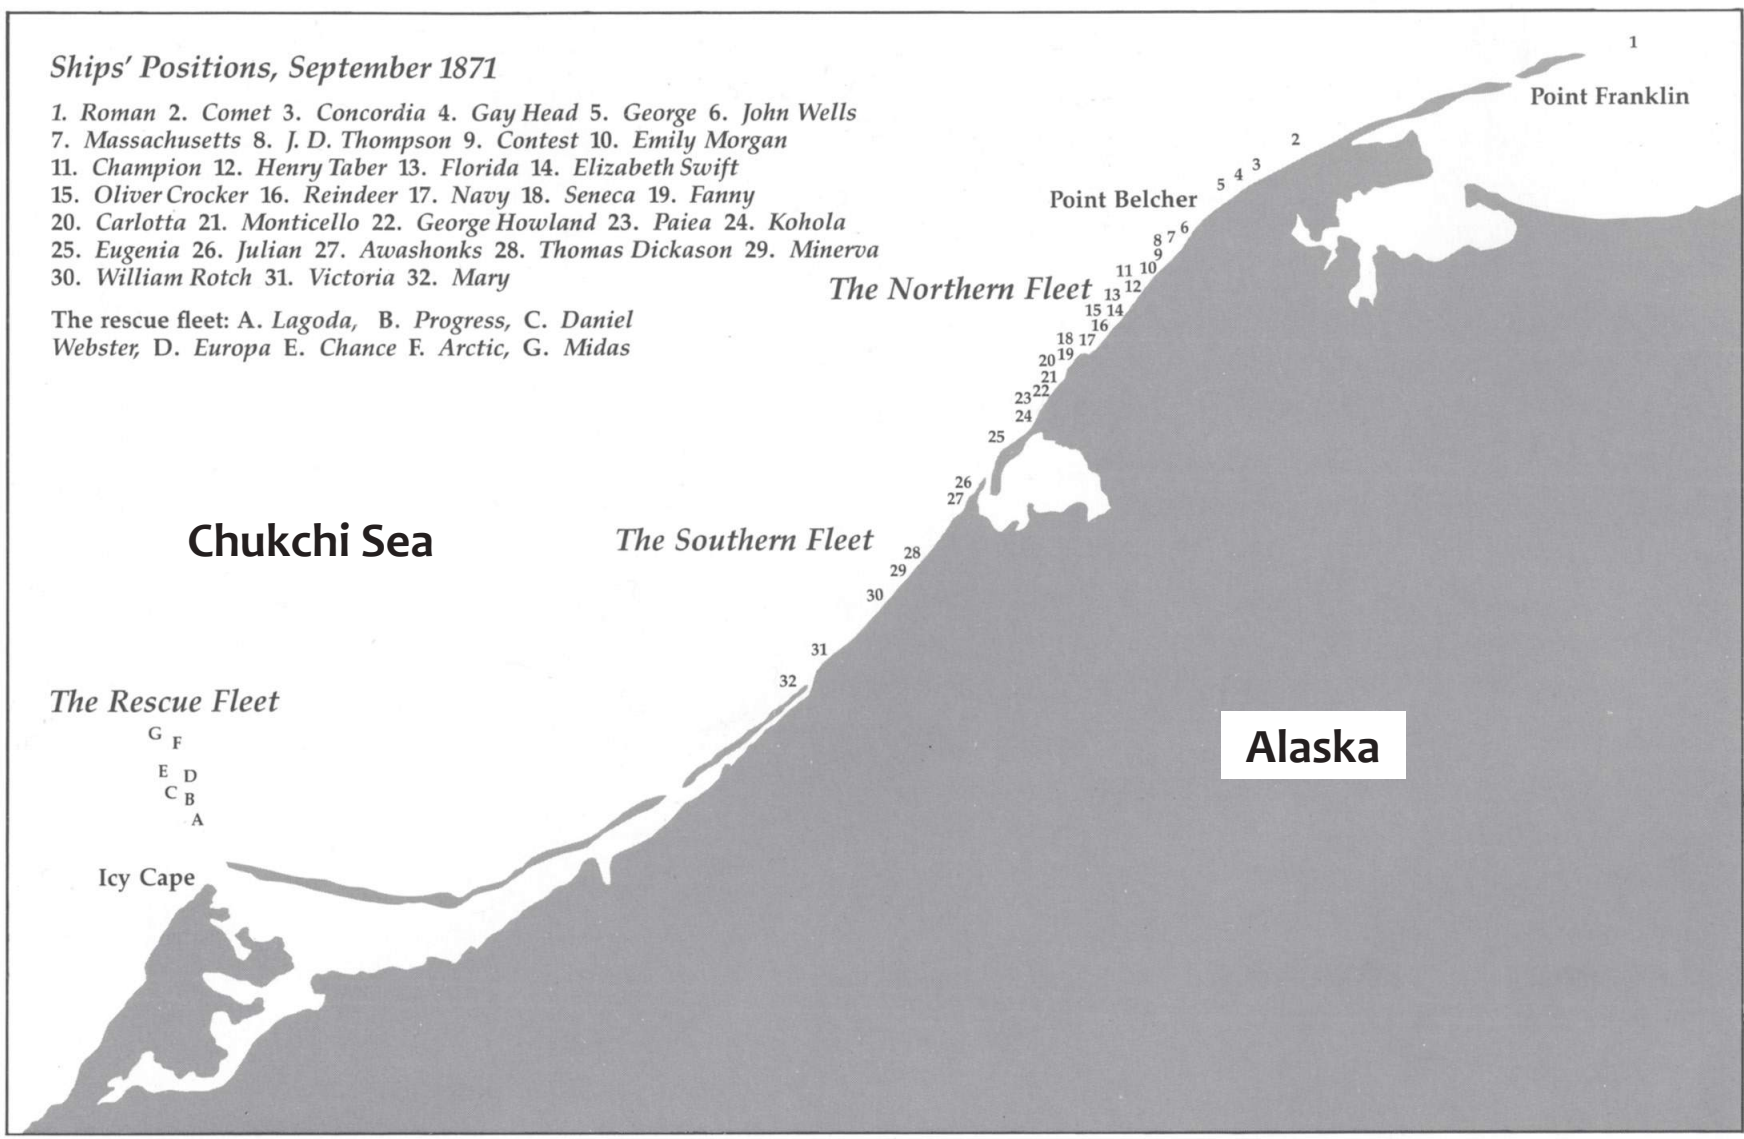 Ships' Positions, September 1871
1. Roman 2. Comet 3. Concordia 4. Gay Head 5. George 6. John Wells
7. Massachusetts 8. J. D. Thompson 9. Contest 10. Emily Morgan
11. Champion 12. Henry Taber 13. Florida 14. Elizabeth Swift
15. Oliver Crocker 16. Reindeer 17. Navy 18. Seneca 19. Fanny
20. Carlotta 21. Monticello 22. George Howland 23. Paiea 24. Kohola
25. Eugenia 26. Julian 27. Awashonks 28. Thomas Dickason 29. Minerva
30. William Rotch 31. Victoria 32. Mary
The rescue fleet: A. Lagoda, B. Progress, C. Daniel
Webster, D. Europa E. Chance F. Arctic, G. Midas
1
Point Franklin
2
3
4
5
Point Belcher
6
7
8
9
10
11
The Northern Fleet
12
13
14
15
16
17
18
19
20
21
22
23
24
25
26
27
Chukchi Sea
The Southern Fleet
28
29
30
31
32
The Rescue Fleet
G
F
E
D
C
B
A
Alaska
Icy Cape